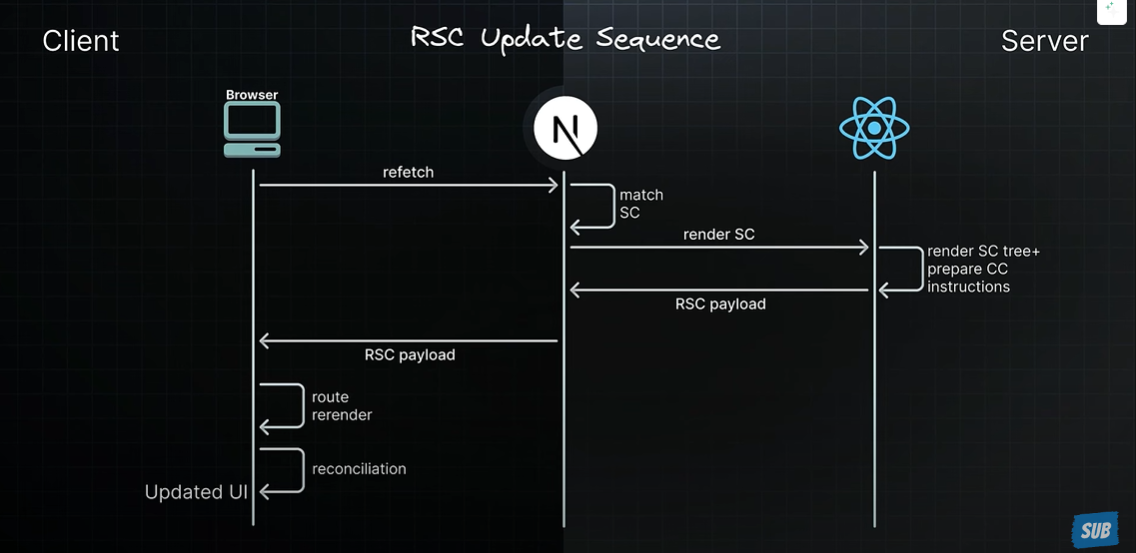 Client
RSC Update Sequence
Server
Browser
refetch
match
SC
render SC
render SC tree+
prepare CC
instructions
RSC payload
RSC payload
route
rerender
reconciliation
Updated UI
SUB